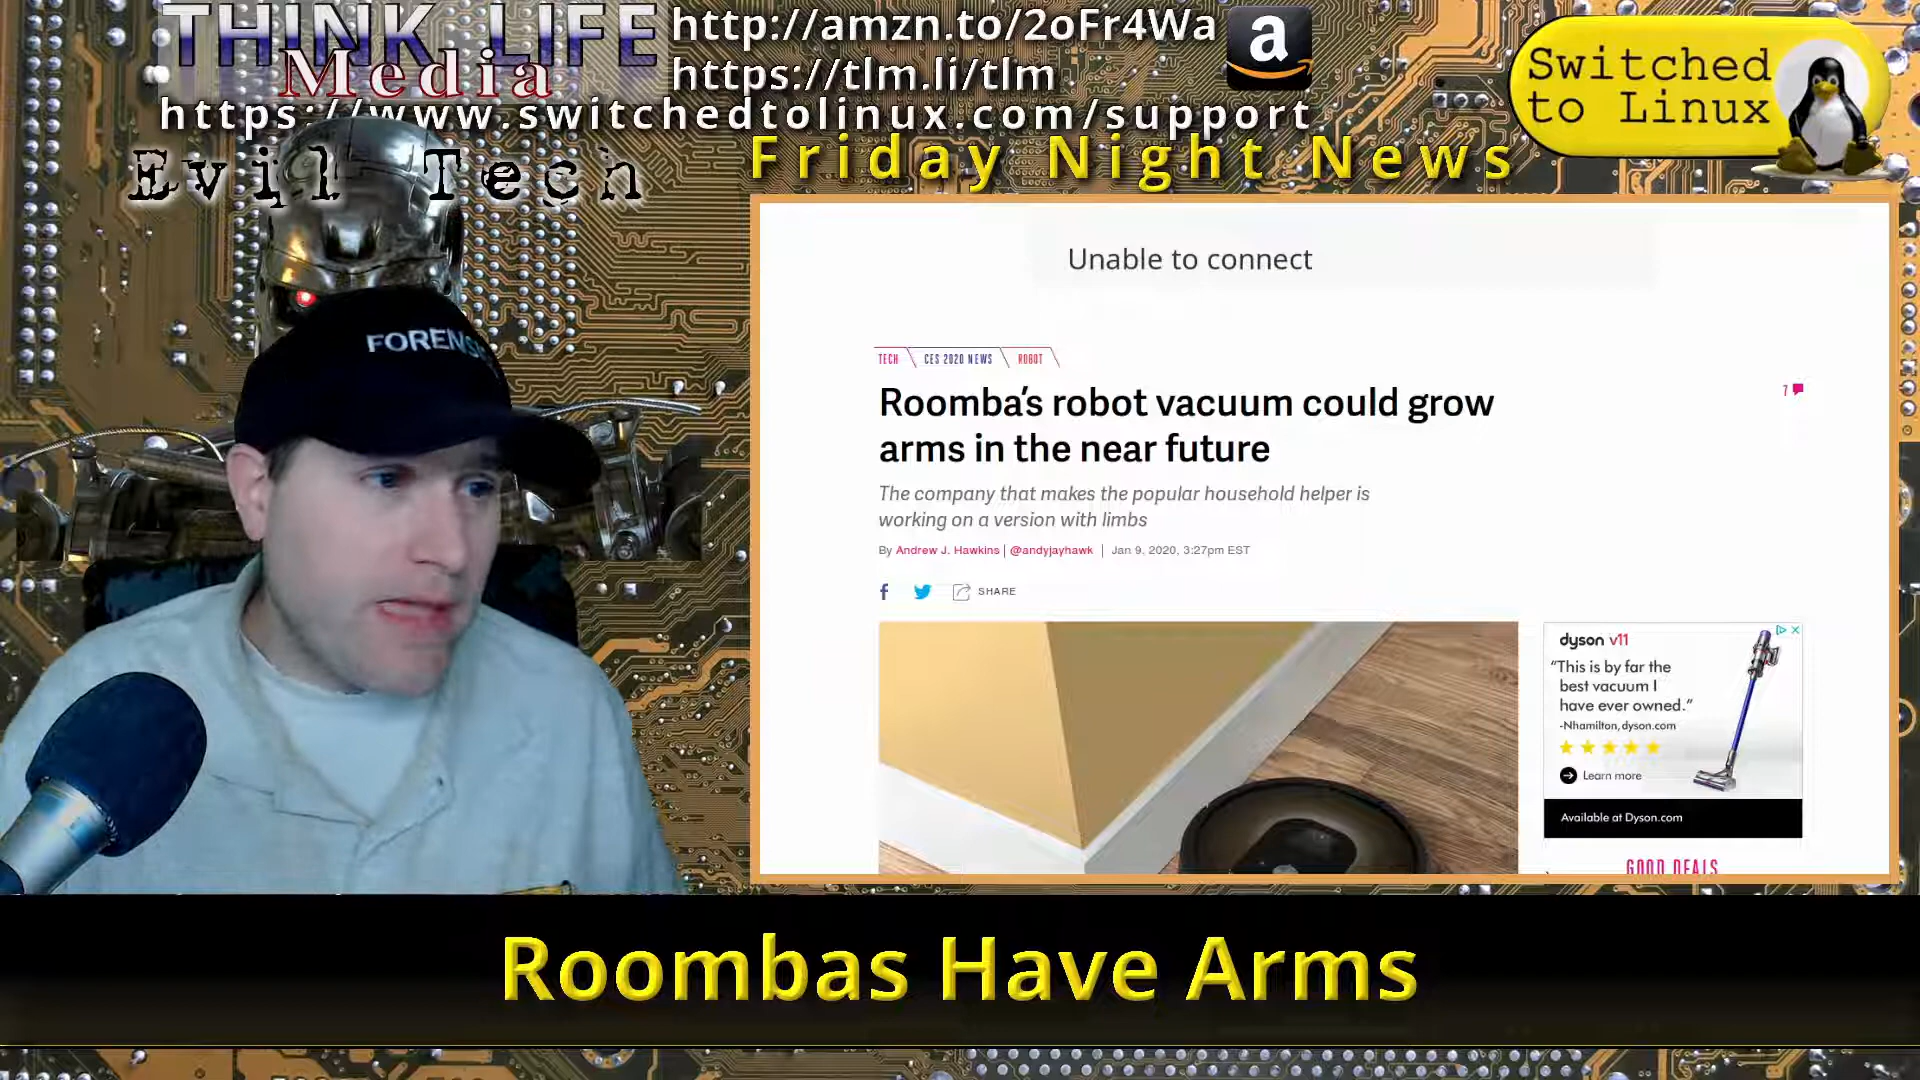 THINK LIFE
Media
http://amzn.to/2oFr4Wa
https://tlm.li/tlm
https://www.switchedtolinux.com/support
a
Switched
to Linux
Evil Tech
Friday Night News
FORENS
Unable to connect
TECH
CES 2020 NEWS
ROBOT
Roomba's robot vacuum could grow
arms in the near future
7
The company that makes the popular household helper is
working on a version with limbs
By Andrew J. Hawkins | @andyjayhawk | Jan 9, 2020, 3:27pm EST
f
SHARE
dyson v11
“This is by far the
best vacuum I
have ever owned.”
-Nhamilton, dyson.com
Learn more
Available at Dyson.com
GOOD DEALS
Roombas Have Arms